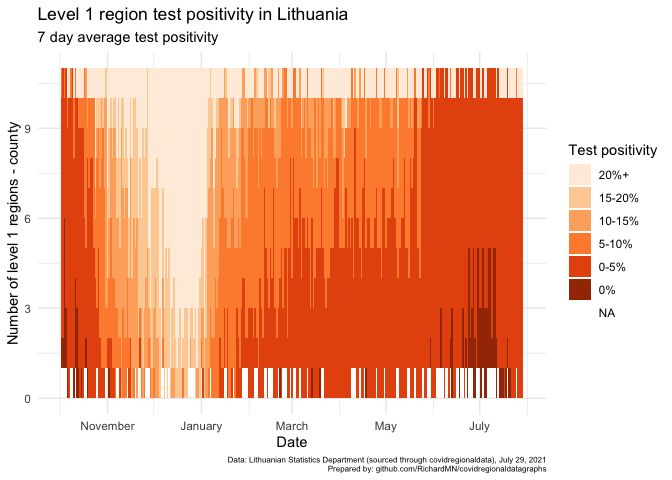 Level 1 region test positivity in Lithuania
7 day average test positivity
Number of level 1 regions - county
9
6
3
0
November
January
March
May
July
Date
Test positivity
20%+
15-20%
10-15%
5-10%
0-5%
0%
NA
Data: Lithuanian Statistics Department (sourced through covidregionaldata), July 29, 2021
Prepared by: github.com/RichardMN/covidregionaldatagraphs